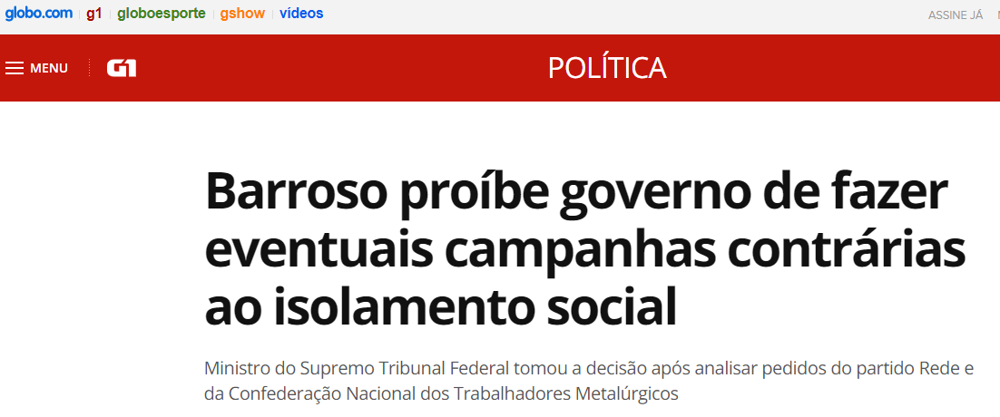 globo.com g1 globoesporte gshow vídeos ASSINE JÁ
MENU G1 POLÍTICA
Barroso proíbe governo de fazer
eventuais campanhas contrárias
ao isolamento social
Ministro do Supremo Tribunal Federal tomou a decisão após analisar pedidos do partido Rede e
da Confederação Nacional dos Trabalhadores Metalúrgicos